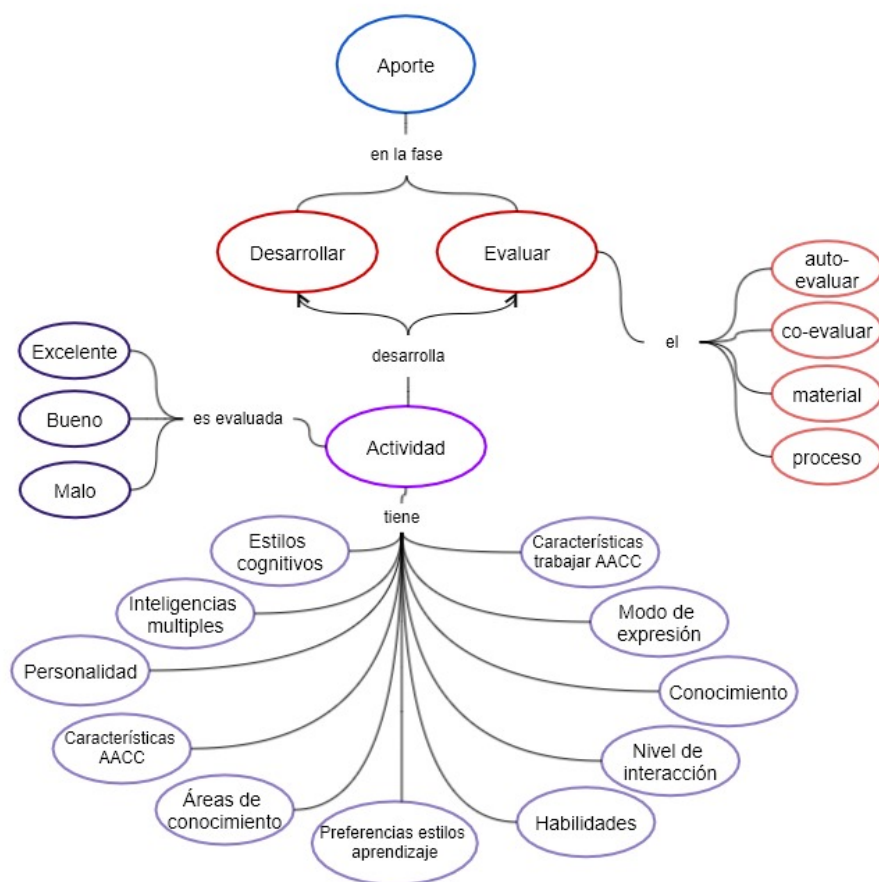 Aporte
en la fase
Desarrollar
Evaluar
auto-
evaluar
co-evaluar
el
material
proceso
desarrolla
Excelente
Bueno
es evaluada
Malo
Actividad
tiene
Estilos
cognitivos
Características
trabajar AACC
Inteligencias
multiples
Modo de
expresión
Personalidad
Conocimiento
Características
AACC
Nivel de
interacción
Áreas de
conocimiento
Preferencias estilos
aprendizaje
Habilidades